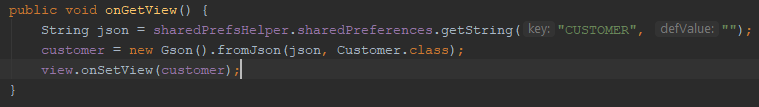 public void onGetView() {
String json = sharedPrefsHelper.sharedPreferences.getString( key: "CUSTOMER", defValue: "");
customer = new Gson().fromJson(json, Customer.class);
view.onSetView(customer);
}